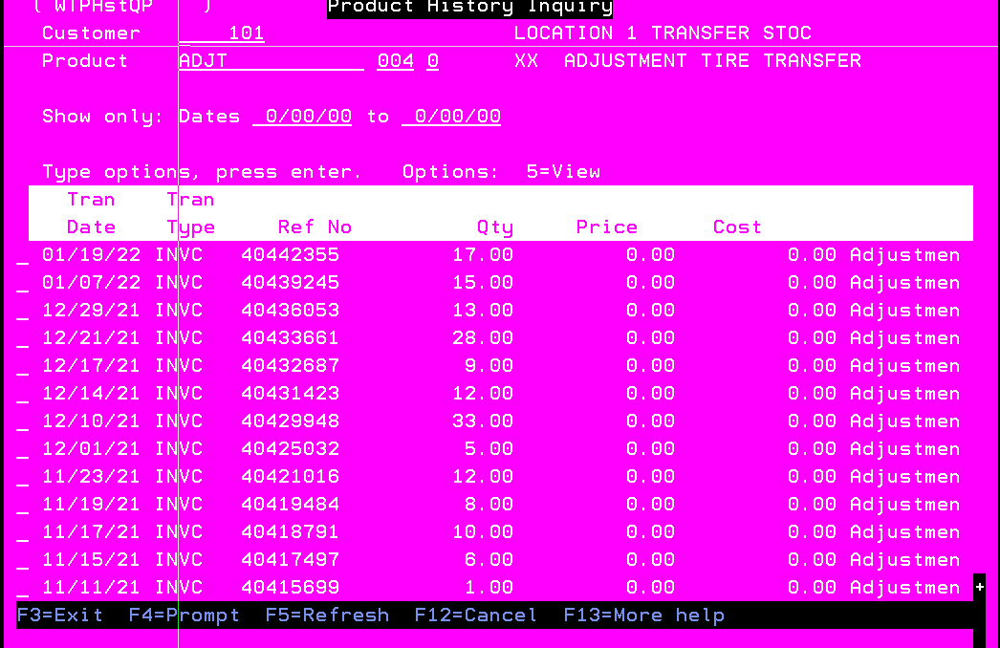 ( WTPHstQP ) Product History Inquiry
Customer 101 LOCATION 1 TRANSFER STOC
Product ADJT 004 0 XX ADJUSTMENT TIRE TRANSFER
Show only: Dates 0/00/00 to 0/00/00
Type options, press enter. Options: 5=View
Tran Tran
Date Type Ref No Qty Price Cost
_ 01/19/22 INVC 40442355 17.00 0.00 0.00 Adjustmen
_ 01/07/22 INVC 40439245 15.00 0.00 0.00 Adjustmen
_ 12/29/21 INVC 40436053 13.00 0.00 0.00 Adjustmen
_ 12/21/21 INVC 40433661 28.00 0.00 0.00 Adjustmen
_ 12/17/21 INVC 40432687 9.00 0.00 0.00 Adjustmen
_ 12/14/21 INVC 40431423 12.00 0.00 0.00 Adjustmen
_ 12/10/21 INVC 40429948 33.00 0.00 0.00 Adjustmen
_ 12/01/21 INVC 40425032 5.00 0.00 0.00 Adjustmen
_ 11/23/21 INVC 40421016 12.00 0.00 0.00 Adjustmen
_ 11/19/21 INVC 40419484 8.00 0.00 0.00 Adjustmen
_ 11/17/21 INVC 40418791 10.00 0.00 0.00 Adjustmen
_ 11/15/21 INVC 40417497 6.00 0.00 0.00 Adjustmen
_ 11/11/21 INVC 40415699 1.00 0.00 0.00 Adjustmen +
F3=Exit F4=Prompt F5=Refresh F12=Cancel F13=More help